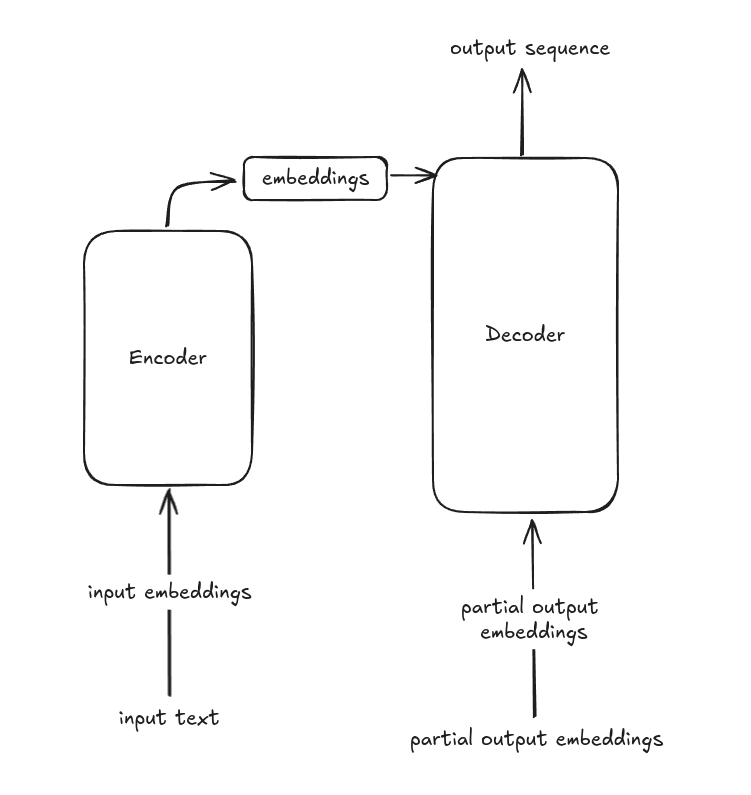 output sequence
embeddings
Encoder
Decoder
input embeddings
partial output
embeddings
input text
partial output embeddings